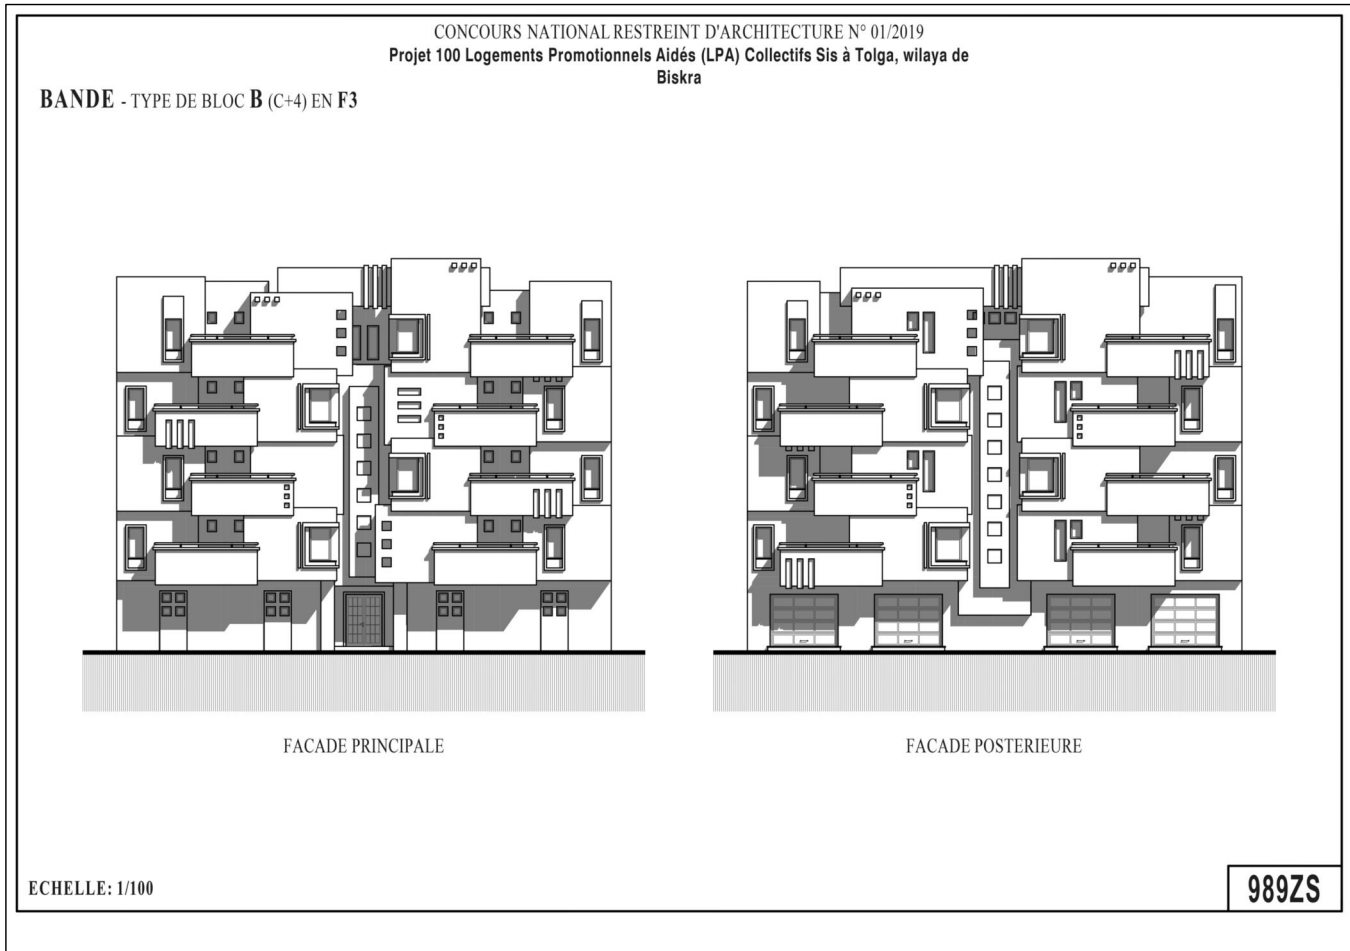 CONCOURS NATIONAL RESTREINT D'ARCHITECTURE N° 01/2019
Projet 100 Logements Promotionnels Aidés (LPA) Collectifs Sis à Tolga, wilaya de
Biskra
BANDE - TYPE DE BLOC B (C+4) EN F3
FACADE PRINCIPALE
FACADE POSTERIEURE
ECHELLE: 1/100
989ZS